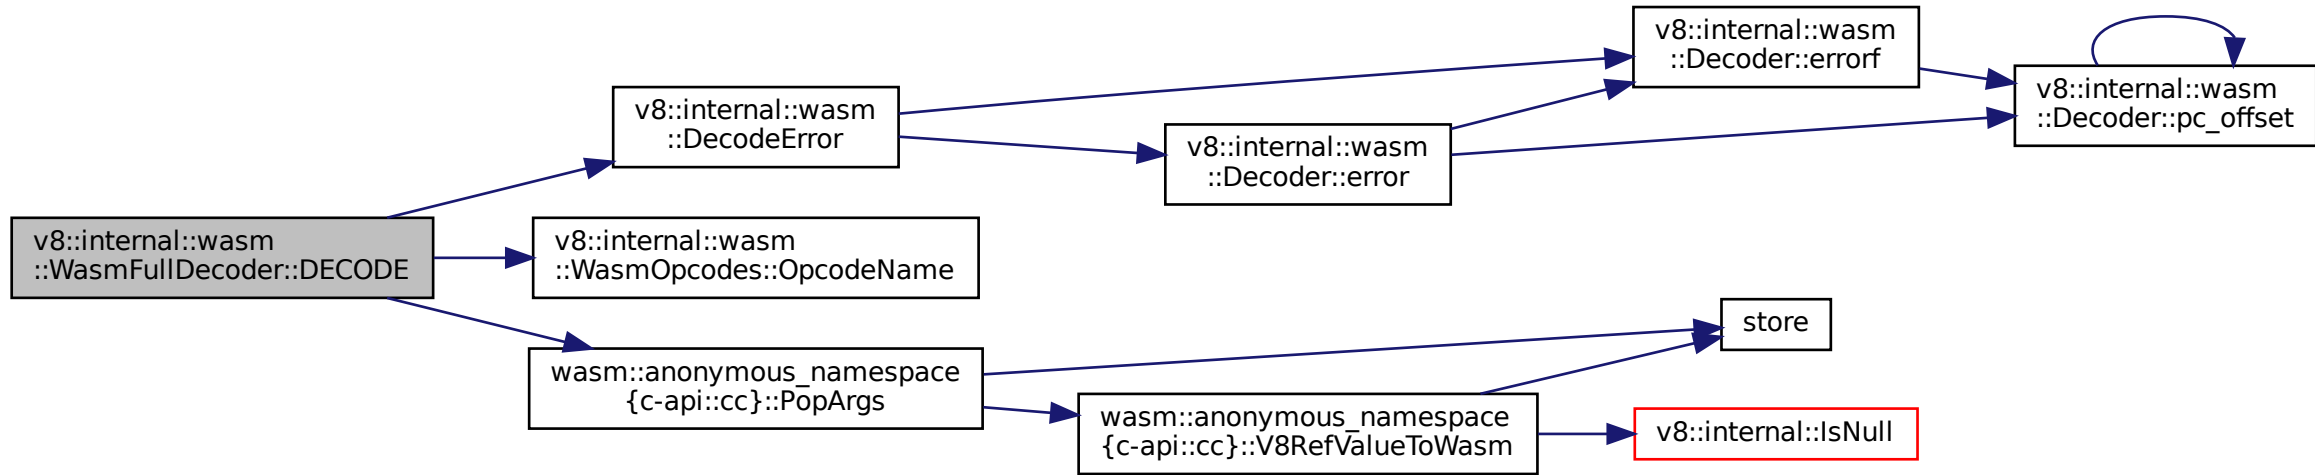 v8::internal::wasm
::WasmFullDecoder::DECODE
v8::internal::wasm
::DecodeError
v8::internal::wasm
::Decoder::errorf
v8::internal::wasm
::Decoder::pc_offset
v8::internal::wasm
::Decoder::error
v8::internal::wasm
::WasmOpcodes::OpcodeName
wasm::anonymous_namespace
{c-api::cc}::PopArgs
store
wasm::anonymous_namespace
{c-api::cc}::V8RefValueToWasm
v8::internal::IsNull